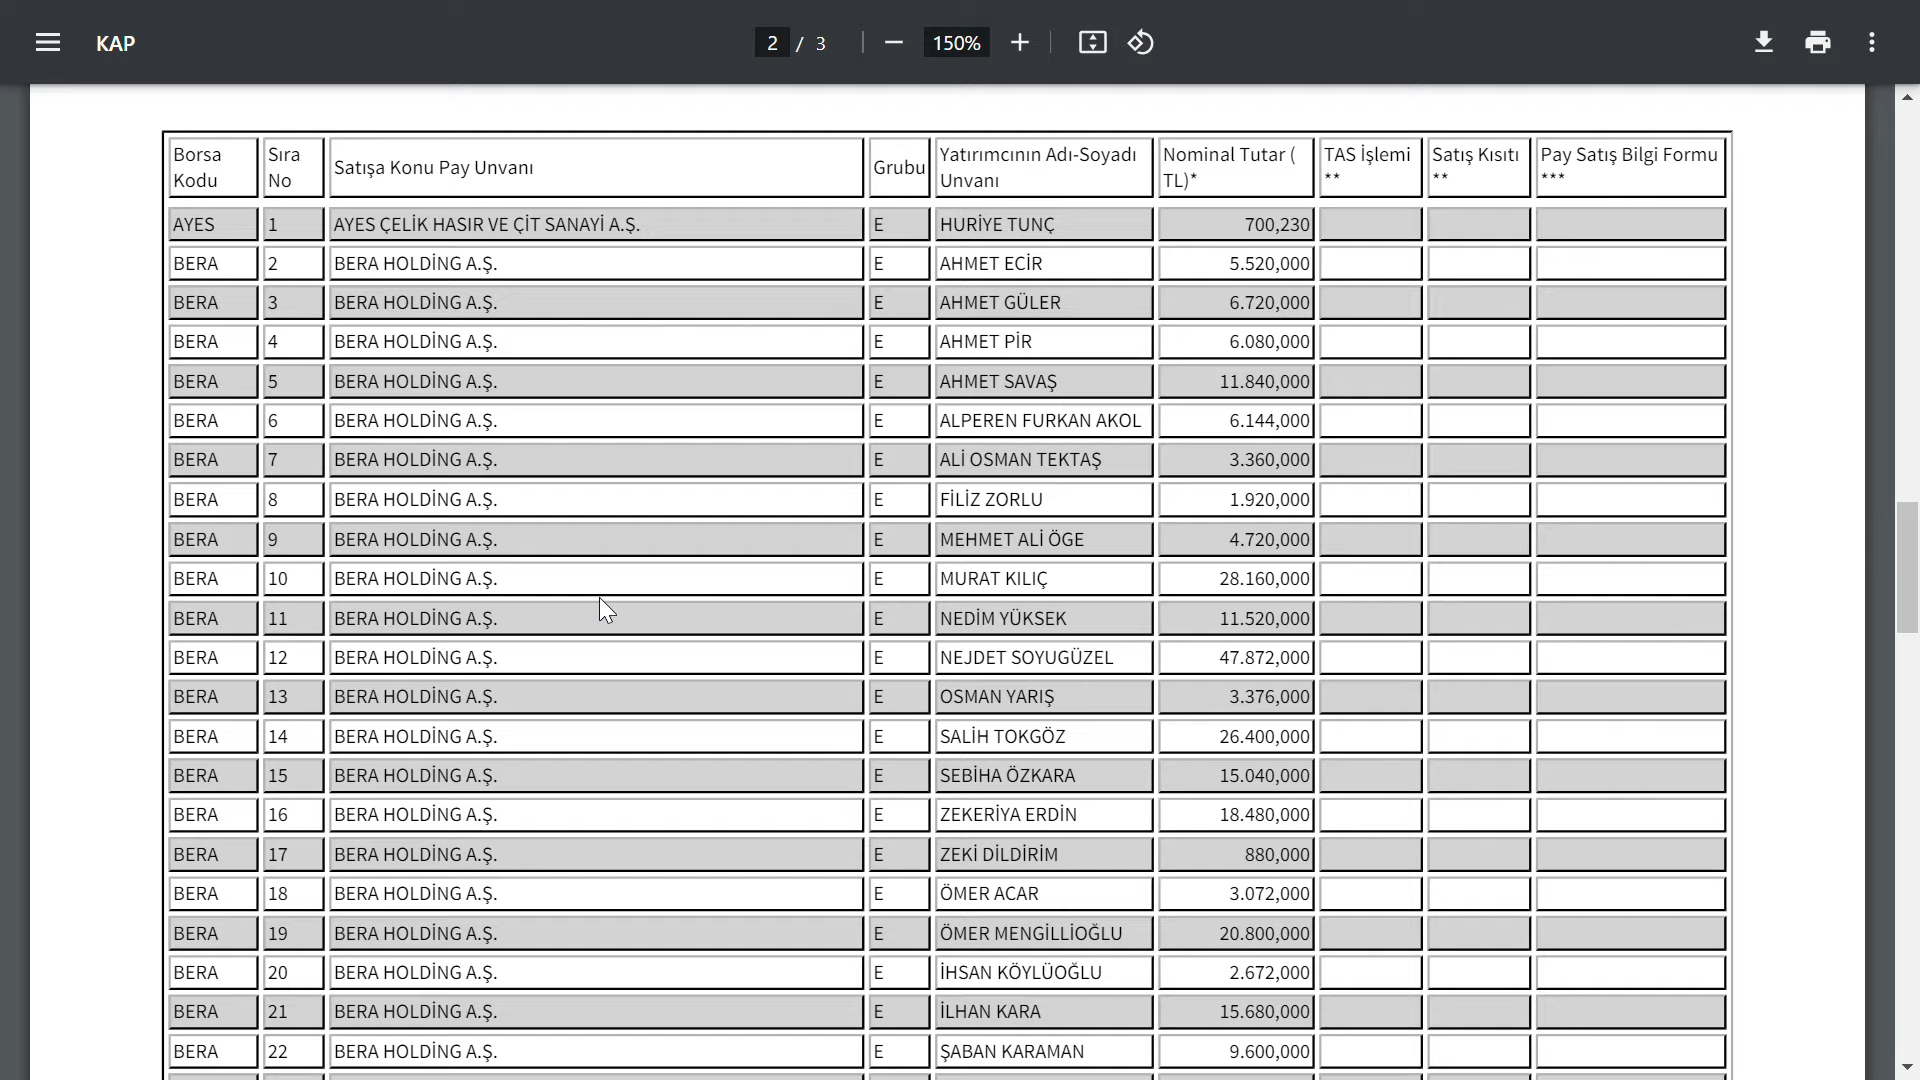 KAP
2 / 3
150%
Borsa Kodu Sıra No Satışa Konu Pay Unvanı Grubu Yatırımcının Adı-Soyadı Unvanı Nominal Tutar ( TL)* TAS İşlemi ** Satış Kısıtı ** Pay Satış Bilgi Formu ***
AYES 1 AYES ÇELİK HASIR VE ÇİT SANAYİ A.Ş. E HURİYE TUNÇ 700,230
BERA 2 BERA HOLDİNG A.Ş. E AHMET ECİR 5.520,000
BERA 3 BERA HOLDİNG A.Ş. E AHMET GÜLER 6.720,000
BERA 4 BERA HOLDİNG A.Ş. E AHMET PİR 6.080,000
BERA 5 BERA HOLDİNG A.Ş. E AHMET SAVAŞ 11.840,000
BERA 6 BERA HOLDİNG A.Ş. E ALPEREN FURKAN AKOL 6.144,000
BERA 7 BERA HOLDİNG A.Ş. E ALİ OSMAN TEKTAŞ 3.360,000
BERA 8 BERA HOLDİNG A.Ş. E FİLİZ ZORLU 1.920,000
BERA 9 BERA HOLDİNG A.Ş. E MEHMET ALİ ÖGE 4.720,000
BERA 10 BERA HOLDİNG A.Ş. E MURAT KILIÇ 28.160,000
BERA 11 BERA HOLDİNG A.Ş. E NEDİM YÜKSEK 11.520,000
BERA 12 BERA HOLDİNG A.Ş. E NEJDET SOYUGÜZEL 47.872,000
BERA 13 BERA HOLDİNG A.Ş. E OSMAN YARIŞ 3.376,000
BERA 14 BERA HOLDİNG A.Ş. E SALİH TOKGÖZ 26.400,000
BERA 15 BERA HOLDİNG A.Ş. E SEBİHA ÖZKARA 15.040,000
BERA 16 BERA HOLDİNG A.Ş. E ZEKERİYA ERDİN 18.480,000
BERA 17 BERA HOLDİNG A.Ş. E ZEKİ DİLDİRİM 880,000
BERA 18 BERA HOLDİNG A.Ş. E ÖMER ACAR 3.072,000
BERA 19 BERA HOLDİNG A.Ş. E ÖMER MENGİLLİOĞLU 20.800,000
BERA 20 BERA HOLDİNG A.Ş. E İHSAN KÖYLÜOĞLU 2.672,000
BERA 21 BERA HOLDİNG A.Ş. E İLHAN KARA 15.680,000
BERA 22 BERA HOLDİNG A.Ş. E ŞABAN KARAMAN 9.600,000